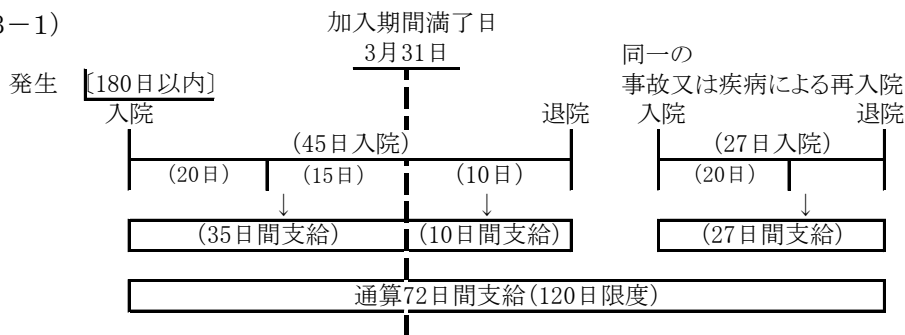 3－1)
加入期間満了日
3月31日
同一の
発生 〔180日以内〕
事故又は疾病による再入院
入院 退院 入院 退院
(45日入院) (27日入院)
(20日) (15日) (10日) (20日)
↓ ↓ ↓
(35日間支給) (10日間支給) (27日間支給)
通算72日間支給(120日限度)